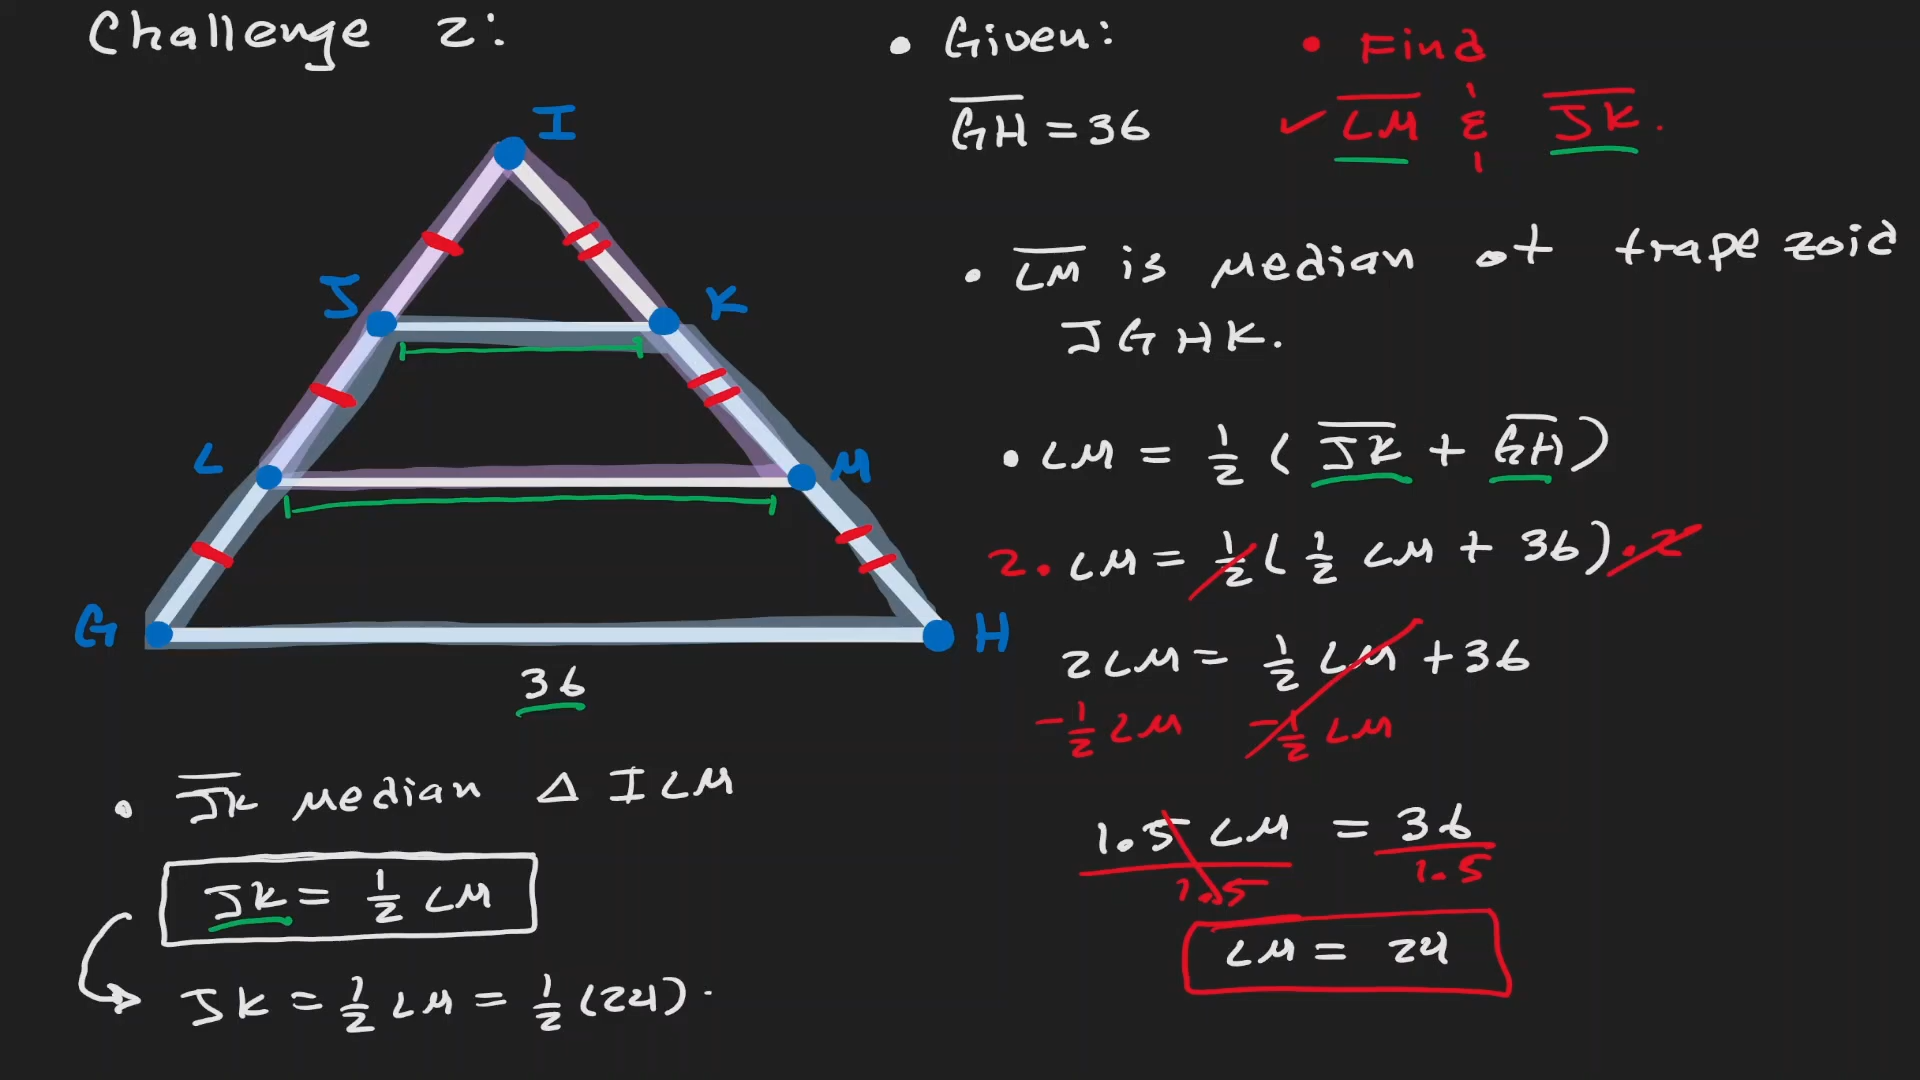 Challenge 2:
I
J
K
L
M
G
H
36
• JK median Δ ILM
JK = 1/2 LM
JK = 1/2 LM = 1/2 (24)
• Given:
GH = 36
• Find
✓ LM & JK.
• LM is median of trapezoid
JGHK.
• LM = 1/2 ( JK + GH )
2. LM = 1/2 ( 1/2 LM + 36 ) . 2
2LM = 1/2 LM + 36
-1/2 LM -1/2 LM
1.5 LM = 36
1.5 1.5
LM = 24